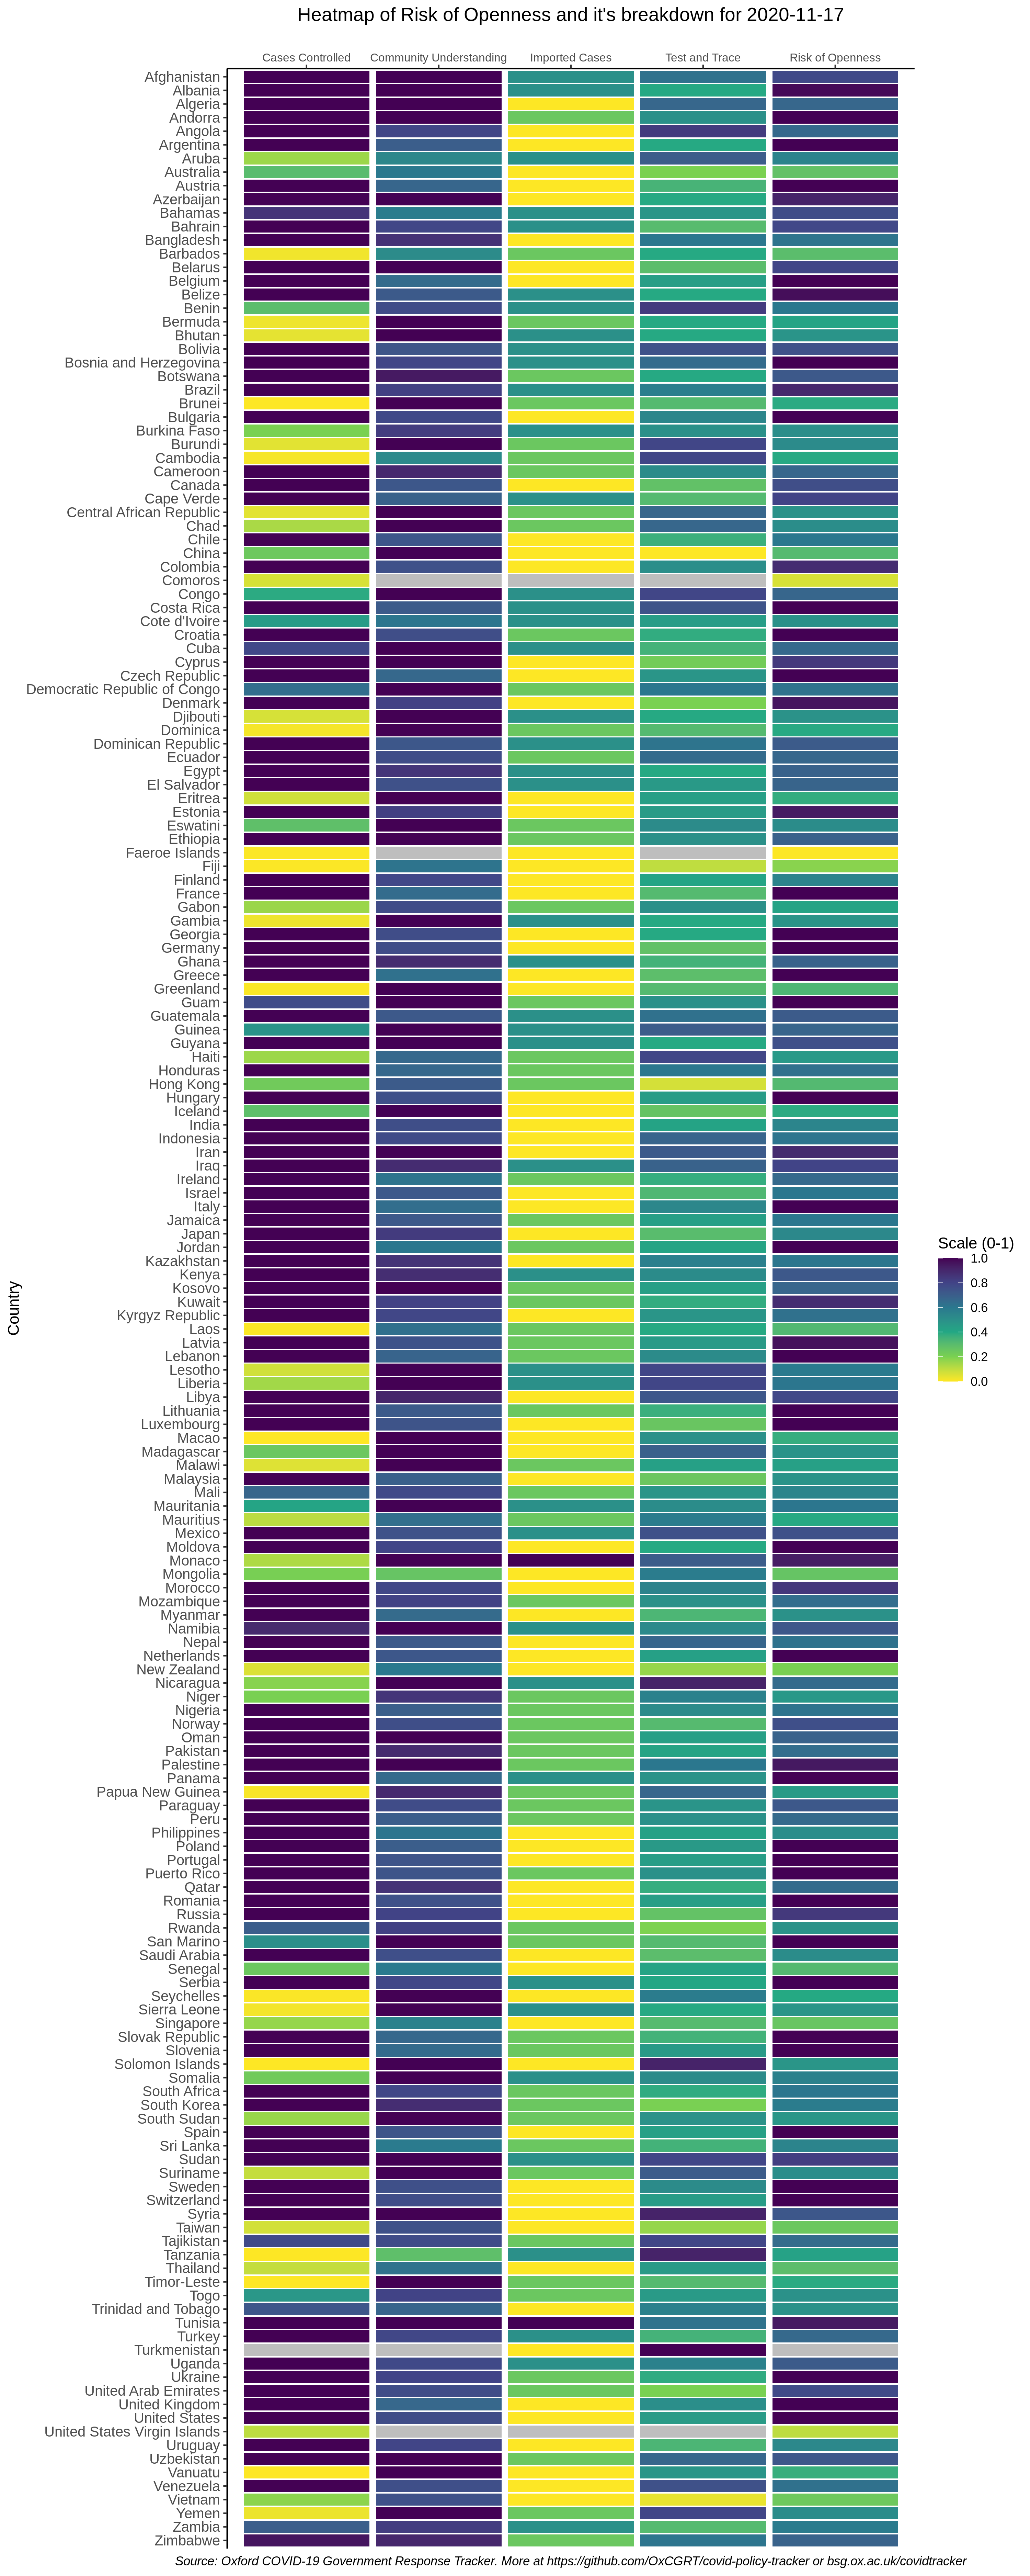 Heatmap of Risk of Openness and it's breakdown for 2020-11-17
Cases Controlled Community Understanding Imported Cases Test and Trace Risk of Openness
Afghanistan
Albania
Algeria
Andorra
Angola
Argentina
Aruba
Australia
Austria
Azerbaijan
Bahamas
Bahrain
Bangladesh
Barbados
Belarus
Belgium
Belize
Benin
Bermuda
Bhutan
Bolivia
Bosnia and Herzegovina
Botswana
Brazil
Brunei
Bulgaria
Burkina Faso
Burundi
Cambodia
Cameroon
Canada
Cape Verde
Central African Republic
Chad
Chile
China
Colombia
Comoros
Congo
Costa Rica
Cote d'Ivoire
Croatia
Cuba
Cyprus
Czech Republic
Democratic Republic of Congo
Denmark
Djibouti
Dominica
Dominican Republic
Ecuador
Egypt
El Salvador
Eritrea
Estonia
Eswatini
Ethiopia
Faeroe Islands
Fiji
Finland
France
Gabon
Gambia
Georgia
Germany
Ghana
Greece
Greenland
Guam
Guatemala
Guinea
Guyana
Haiti
Honduras
Hong Kong
Hungary
Iceland
India
Indonesia
Iran
Iraq
Ireland
Israel
Italy
Jamaica
Japan
Jordan
Kazakhstan
Kenya
Kosovo
Kuwait
Kyrgyz Republic
Laos
Latvia
Lebanon
Lesotho
Liberia
Libya
Lithuania
Luxembourg
Macao
Madagascar
Malawi
Malaysia
Mali
Mauritania
Mauritius
Mexico
Moldova
Monaco
Mongolia
Morocco
Mozambique
Myanmar
Namibia
Nepal
Netherlands
New Zealand
Nicaragua
Niger
Nigeria
Norway
Oman
Pakistan
Palestine
Panama
Papua New Guinea
Paraguay
Peru
Philippines
Poland
Portugal
Puerto Rico
Qatar
Romania
Russia
Rwanda
San Marino
Saudi Arabia
Senegal
Serbia
Seychelles
Sierra Leone
Singapore
Slovak Republic
Slovenia
Solomon Islands
Somalia
South Africa
South Korea
South Sudan
Spain
Sri Lanka
Sudan
Suriname
Sweden
Switzerland
Syria
Taiwan
Tajikistan
Tanzania
Thailand
Timor-Leste
Togo
Trinidad and Tobago
Tunisia
Turkey
Turkmenistan
Uganda
Ukraine
United Arab Emirates
United Kingdom
United States
United States Virgin Islands
Uruguay
Uzbekistan
Vanuatu
Venezuela
Vietnam
Yemen
Zambia
Zimbabwe
Country
Scale (0-1)
1.0
0.8
0.6
0.4
0.2
0.0
Source: Oxford COVID-19 Government Response Tracker. More at https://github.com/OxCGRT/covid-policy-tracker or bsg.ox.ac.uk/covidtracker